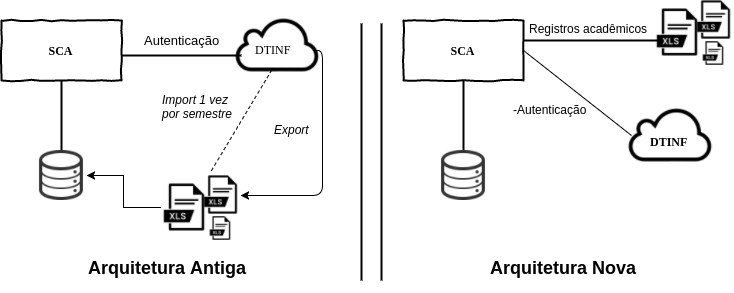 SCA
Autenticação
DTINF
Import 1 vez
por semestre
Export
XLS
XLS
XLS
Arquitetura Antiga
SCA
Registros acadêmicos
XLS
XLS
XLS
-Autenticação
DTINF
Arquitetura Nova